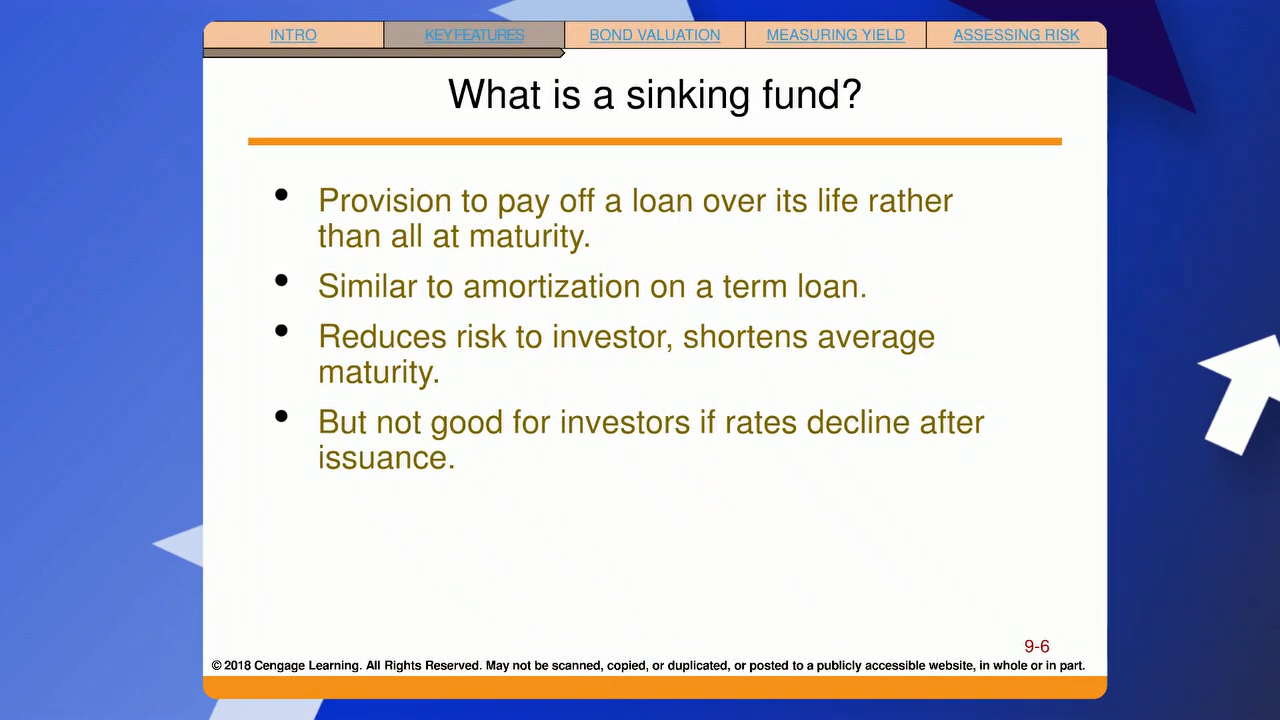 INTRO KEY FEATURES BOND VALUATION MEASURING YIELD ASSESSING RISK
What is a sinking fund?
• Provision to pay off a loan over its life rather
than all at maturity.
• Similar to amortization on a term loan.
• Reduces risk to investor, shortens average
maturity.
• But not good for investors if rates decline after
issuance.
9-6
© 2018 Cengage Learning. All Rights Reserved. May not be scanned, copied, or duplicated, or posted to a publicly accessible website, in whole or in part.